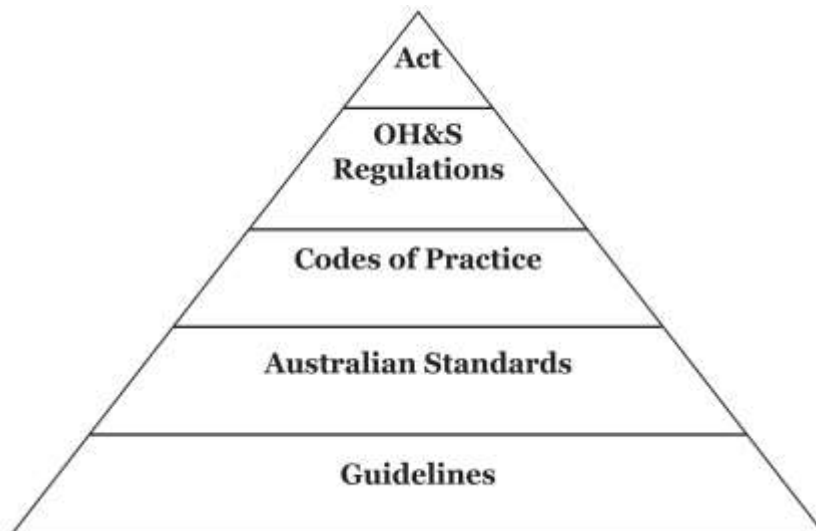 Act
OH&S
Regulations
Codes of Practice
Australian Standards
Guidelines